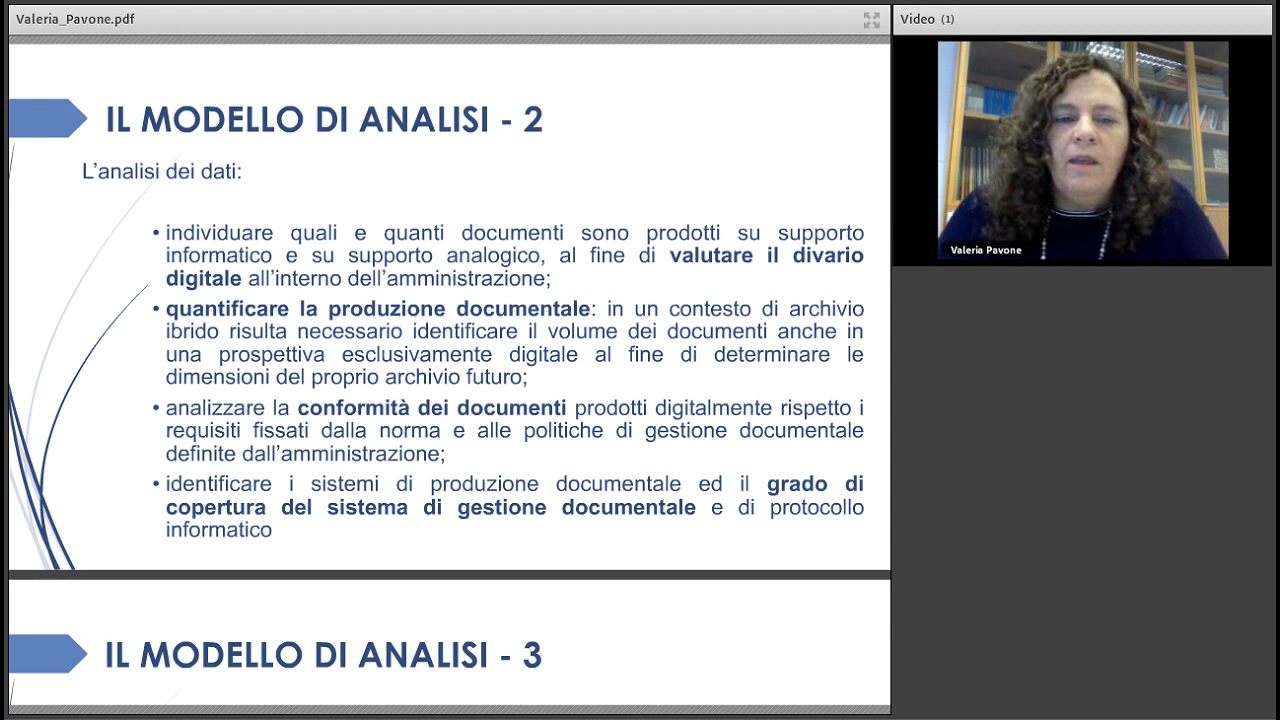 Valeria_Pavone.pdf
IL MODELLO DI ANALISI - 2
L'analisi dei dati:
• individuare quali e quanti documenti sono prodotti su supporto
informatico e su supporto analogico, al fine di valutare il divario
digitale all'interno dell'amministrazione;
• quantificare la produzione documentale: in un contesto di archivio
ibrido risulta necessario identificare il volume dei documenti anche in
una prospettiva esclusivamente digitale al fine di determinare le
dimensioni del proprio archivio futuro;
• analizzare la conformità dei documenti prodotti digitalmente rispetto i
requisiti fissati dalla norma e alle politiche di gestione documentale
definite dall'amministrazione;
• identificare i sistemi di produzione documentale ed il grado di
copertura del sistema di gestione documentale e di protocollo
informatico
IL MODELLO DI ANALISI - 3
Video (1)
Valeria Pavone